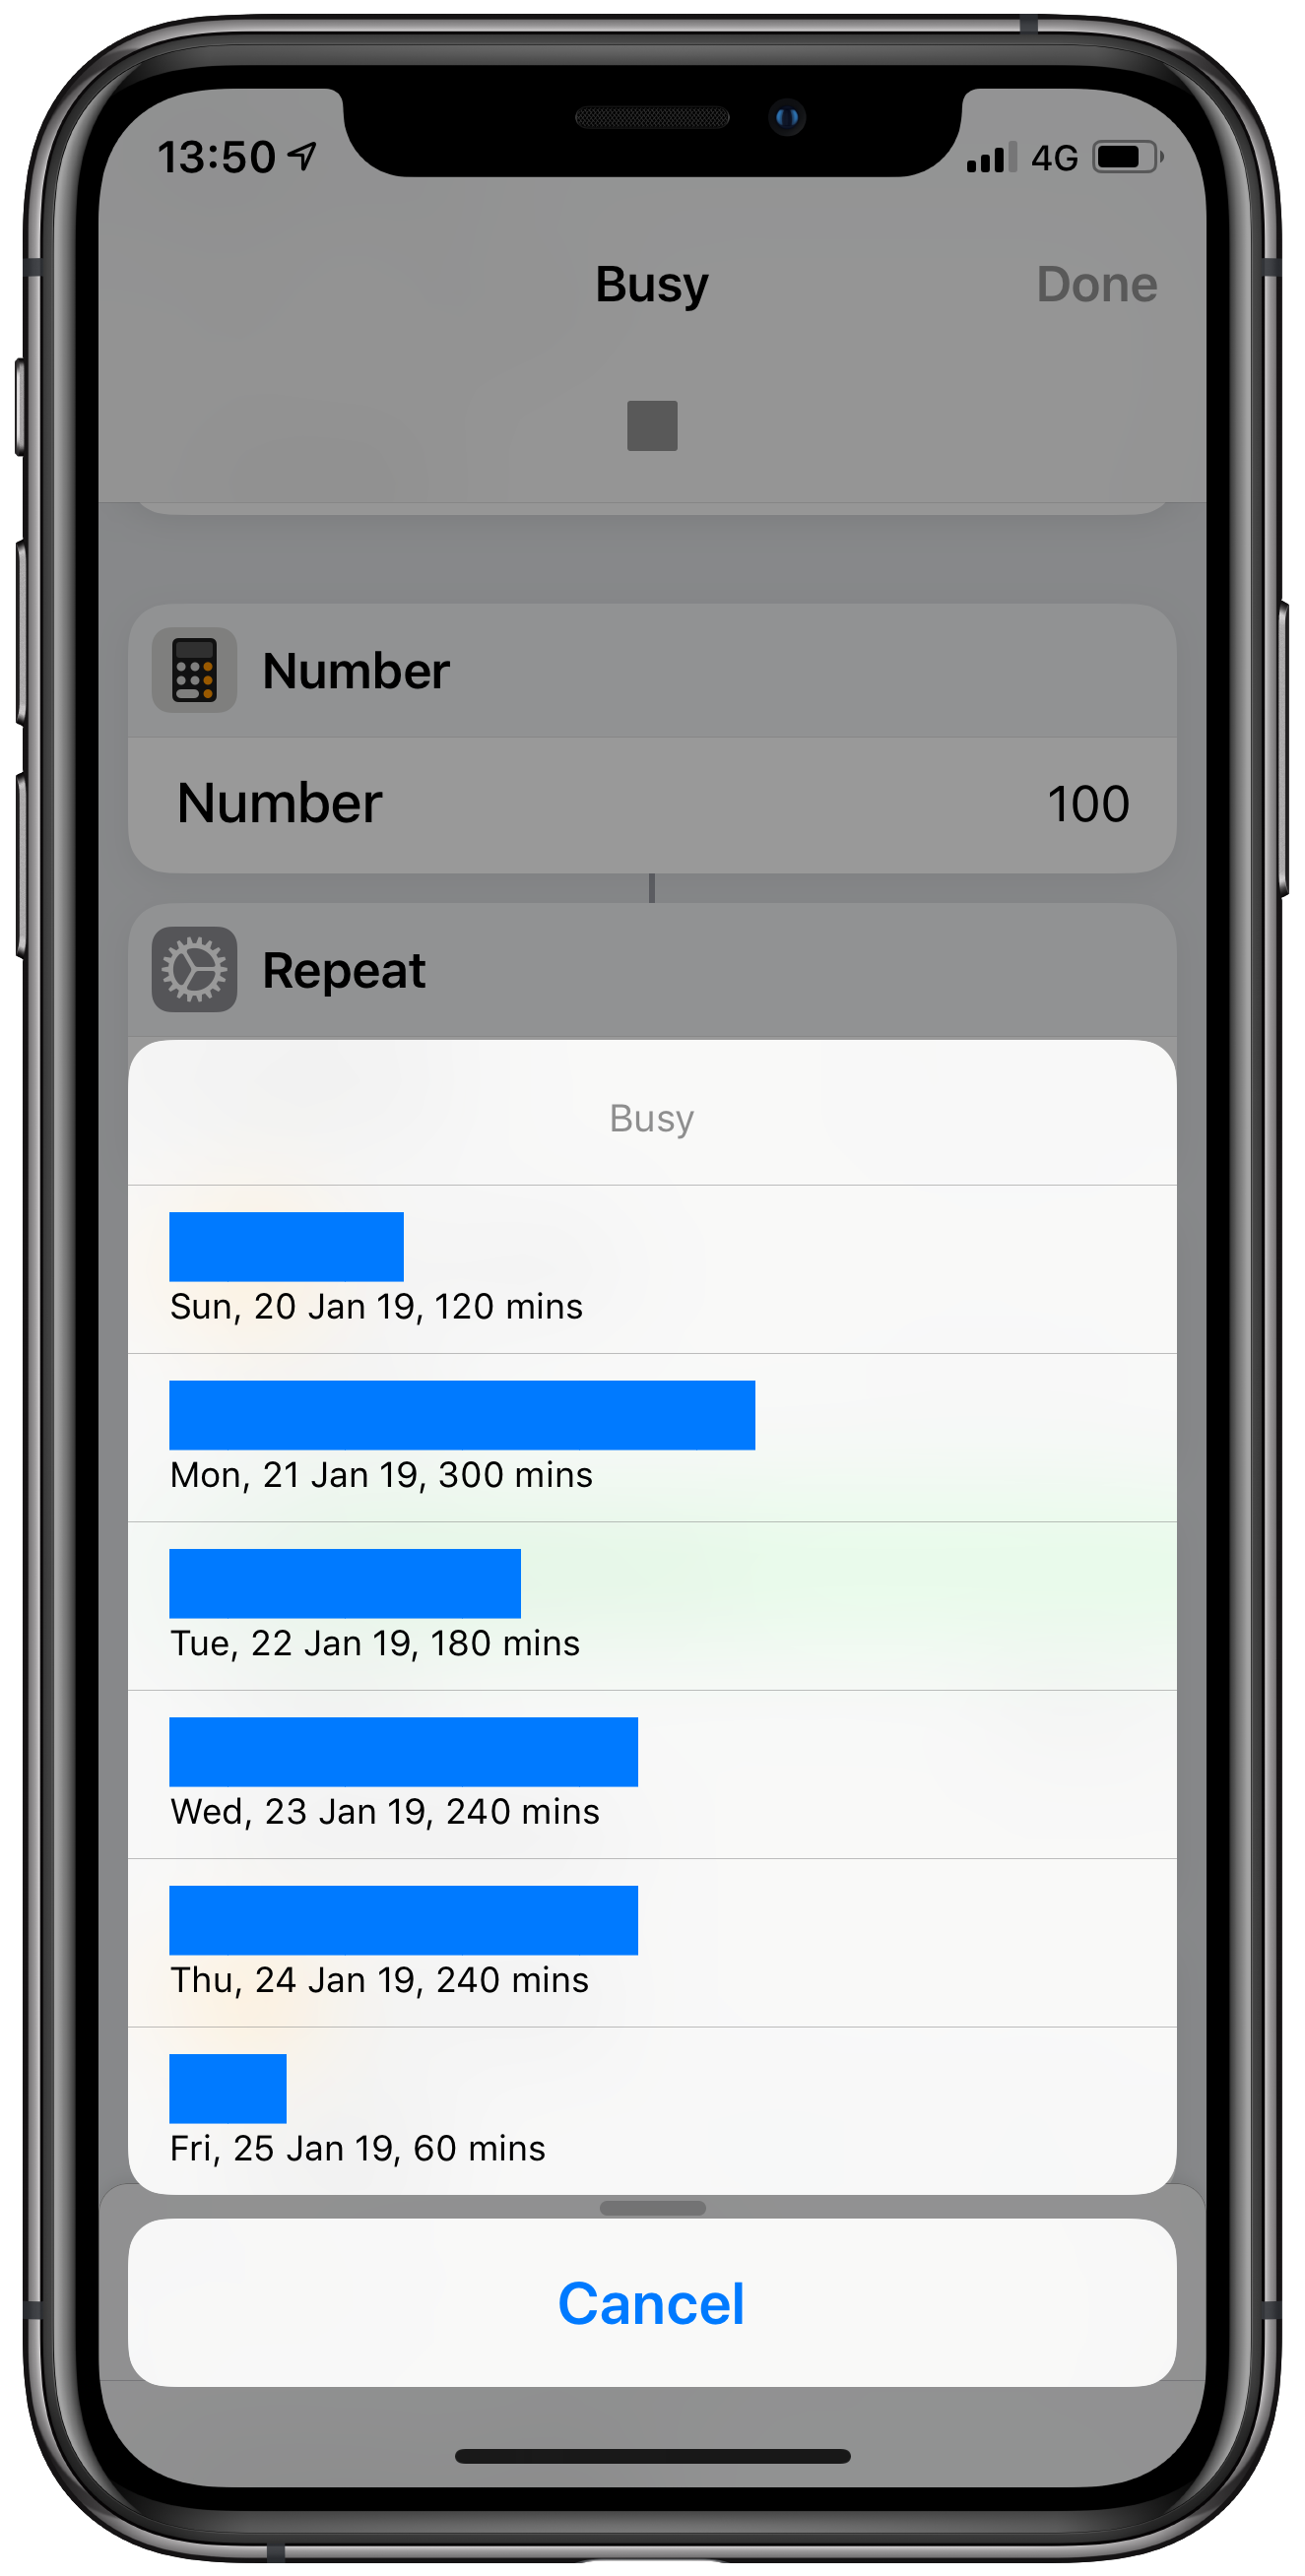 13:50 4G
Busy Done
Number
Number 100
Repeat
Busy
Sun, 20 Jan 19, 120 mins
Mon, 21 Jan 19, 300 mins
Tue, 22 Jan 19, 180 mins
Wed, 23 Jan 19, 240 mins
Thu, 24 Jan 19, 240 mins
Fri, 25 Jan 19, 60 mins
Cancel